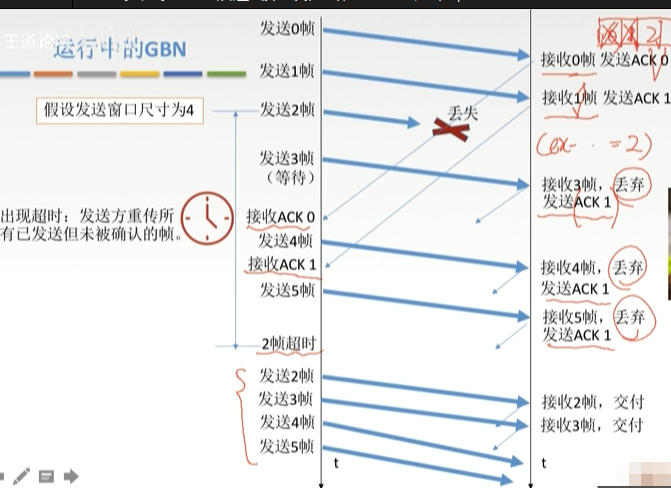 王道论坛
运行中的GBN
假设发送窗口尺寸为4
出现超时：发送方重传所
有已发送但未被确认的帧。
发送0帧
发送1帧
发送2帧
发送3帧
（等待）
接收ACK 0
发送4帧
接收ACK 1
发送5帧
2帧超时
发送2帧
发送3帧
发送4帧
发送5帧
t
丢失
2
接收0帧 发送ACK 0
接收1帧 发送ACK 1
(ex- . = 2)
接收3帧，丢弃
发送ACK 1
接收4帧，丢弃
发送ACK 1
接收5帧，丢弃
发送ACK 1
接收2帧，交付
接收3帧，交付
t